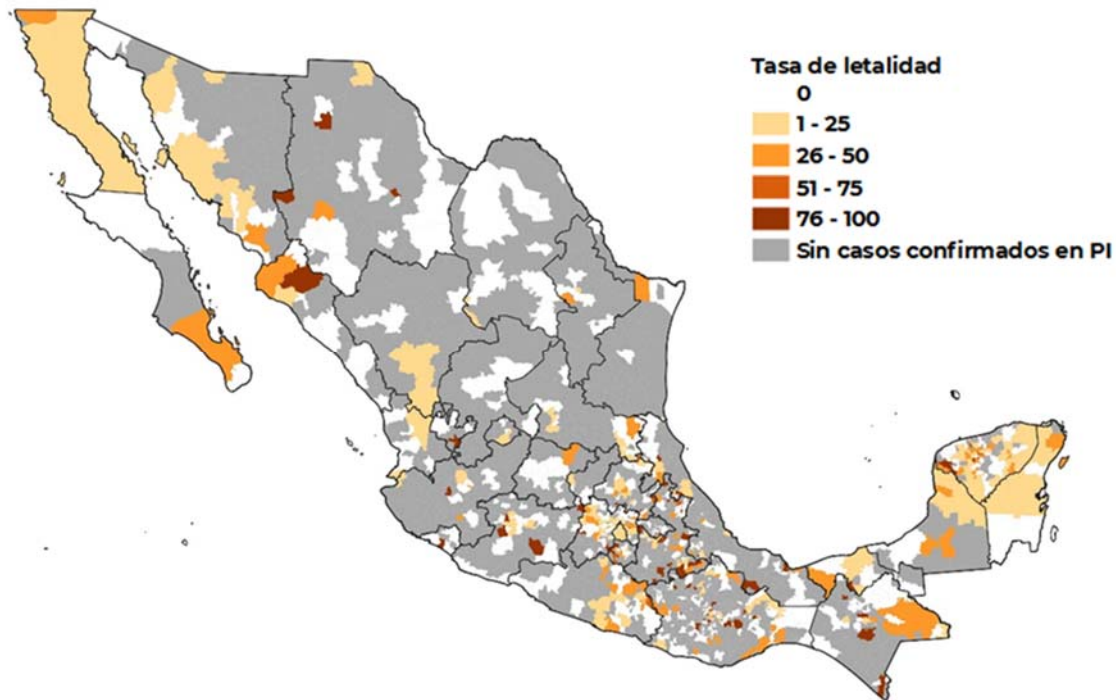 Tasa de letalidad
0
1 - 25
26 - 50
51 - 75
76 - 100
Sin casos confirmados en PI